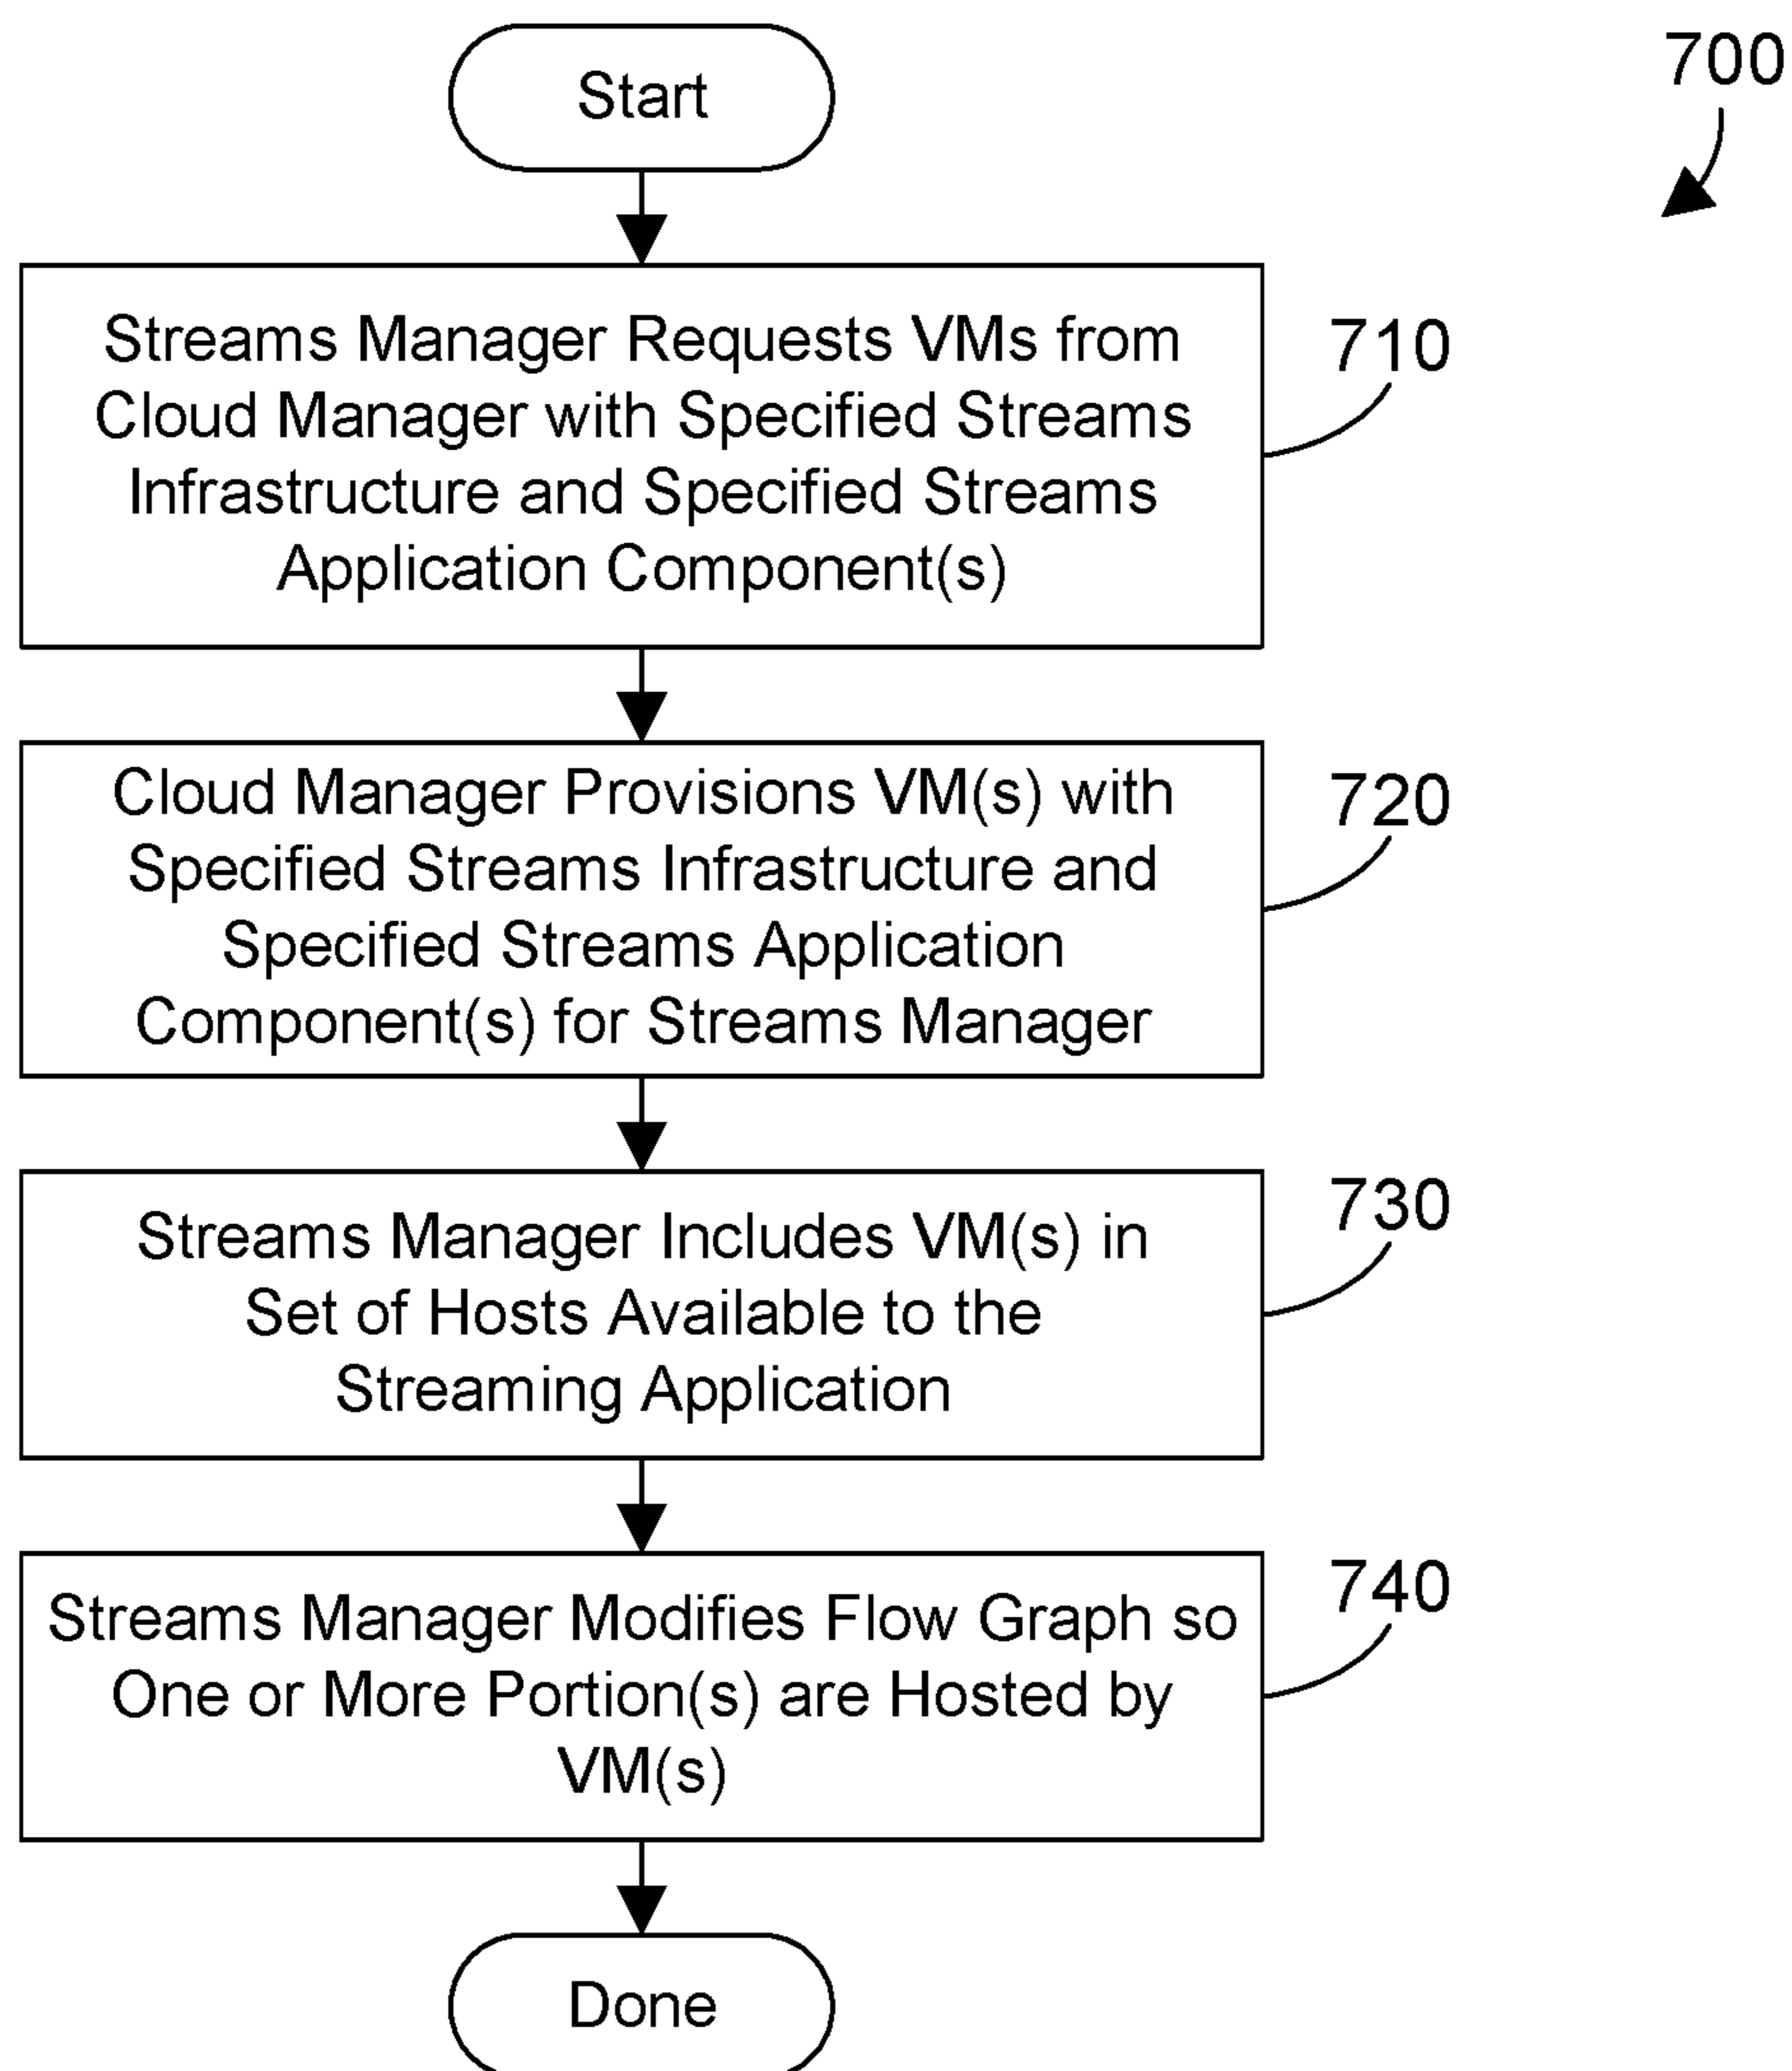 Start
700
Streams Manager Requests VMs from
Cloud Manager with Specified Streams
Infrastructure and Specified Streams
Application Component(s)
710
Cloud Manager Provisions VM(s) with
Specified Streams Infrastructure and
Specified Streams Application
Component(s) for Streams Manager
720
Streams Manager Includes VM(s) in
Set of Hosts Available to the
Streaming Application
730
Streams Manager Modifies Flow Graph so
One or More Portion(s) are Hosted by
VM(s)
740
Done